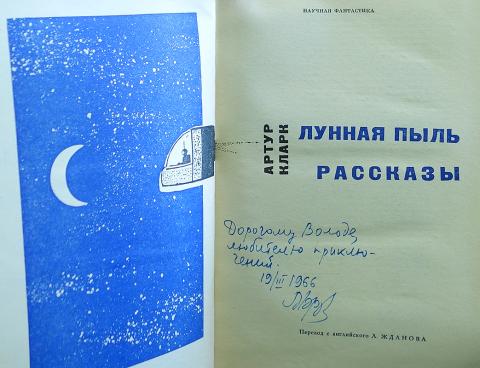 НАУЧНАЯ ФАНТАСТИКА
АРТУР
КЛАРК
ЛУННАЯ ПЫЛЬ
РАССКАЗЫ
Дорогому Володе,
любителю приклю-
чений.
19/III 1966
Перевод с английского Л. ЖДАНОВА